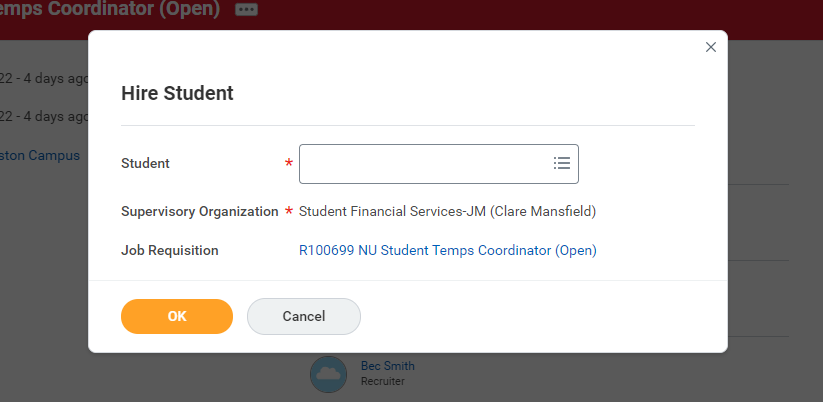 emps Coordinator (Open)
22 - 4 days ago
22 - 4 days ago
ston Campus
Hire Student
Student *
Supervisory Organization * Student Financial Services-JM (Clare Mansfield)
Job Requisition R100699 NU Student Temps Coordinator (Open)
OK Cancel
Bec Smith
Recruiter